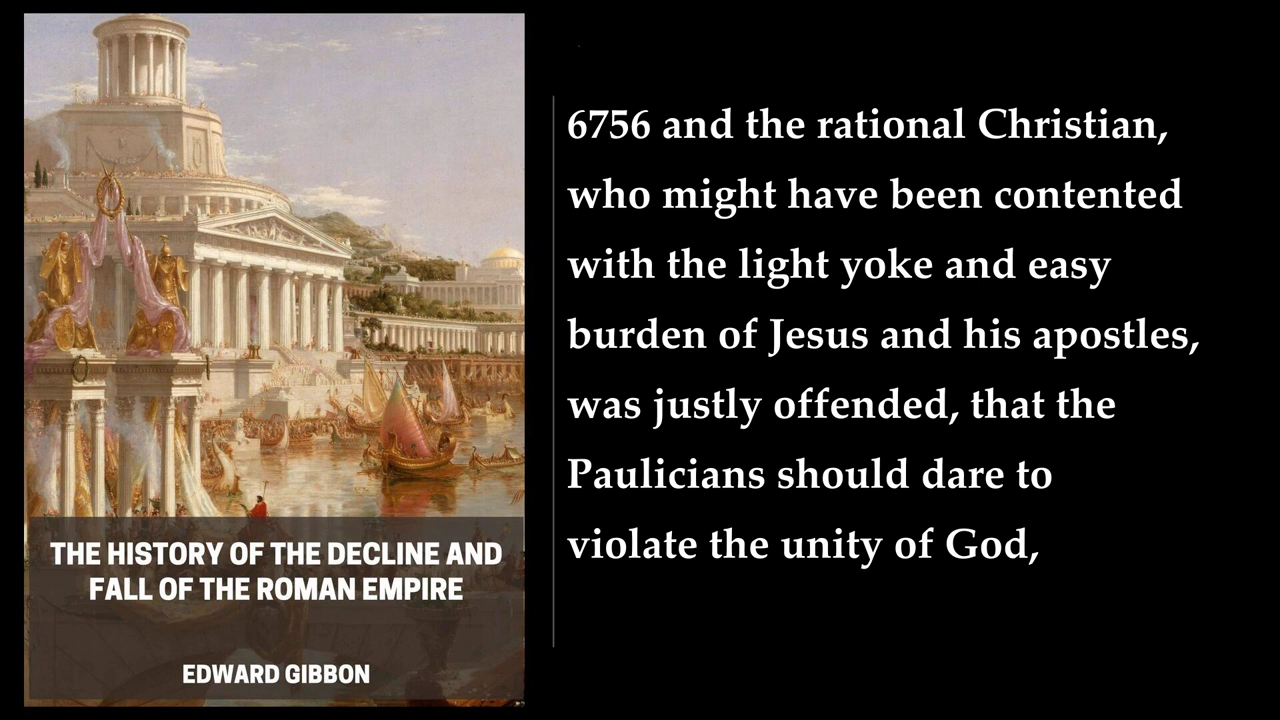 THE HISTORY OF THE DECLINE AND
FALL OF THE ROMAN EMPIRE
EDWARD GIBBON
6756 and the rational Christian,
who might have been contented
with the light yoke and easy
burden of Jesus and his apostles,
was justly offended, that the
Paulicians should dare to
violate the unity of God,